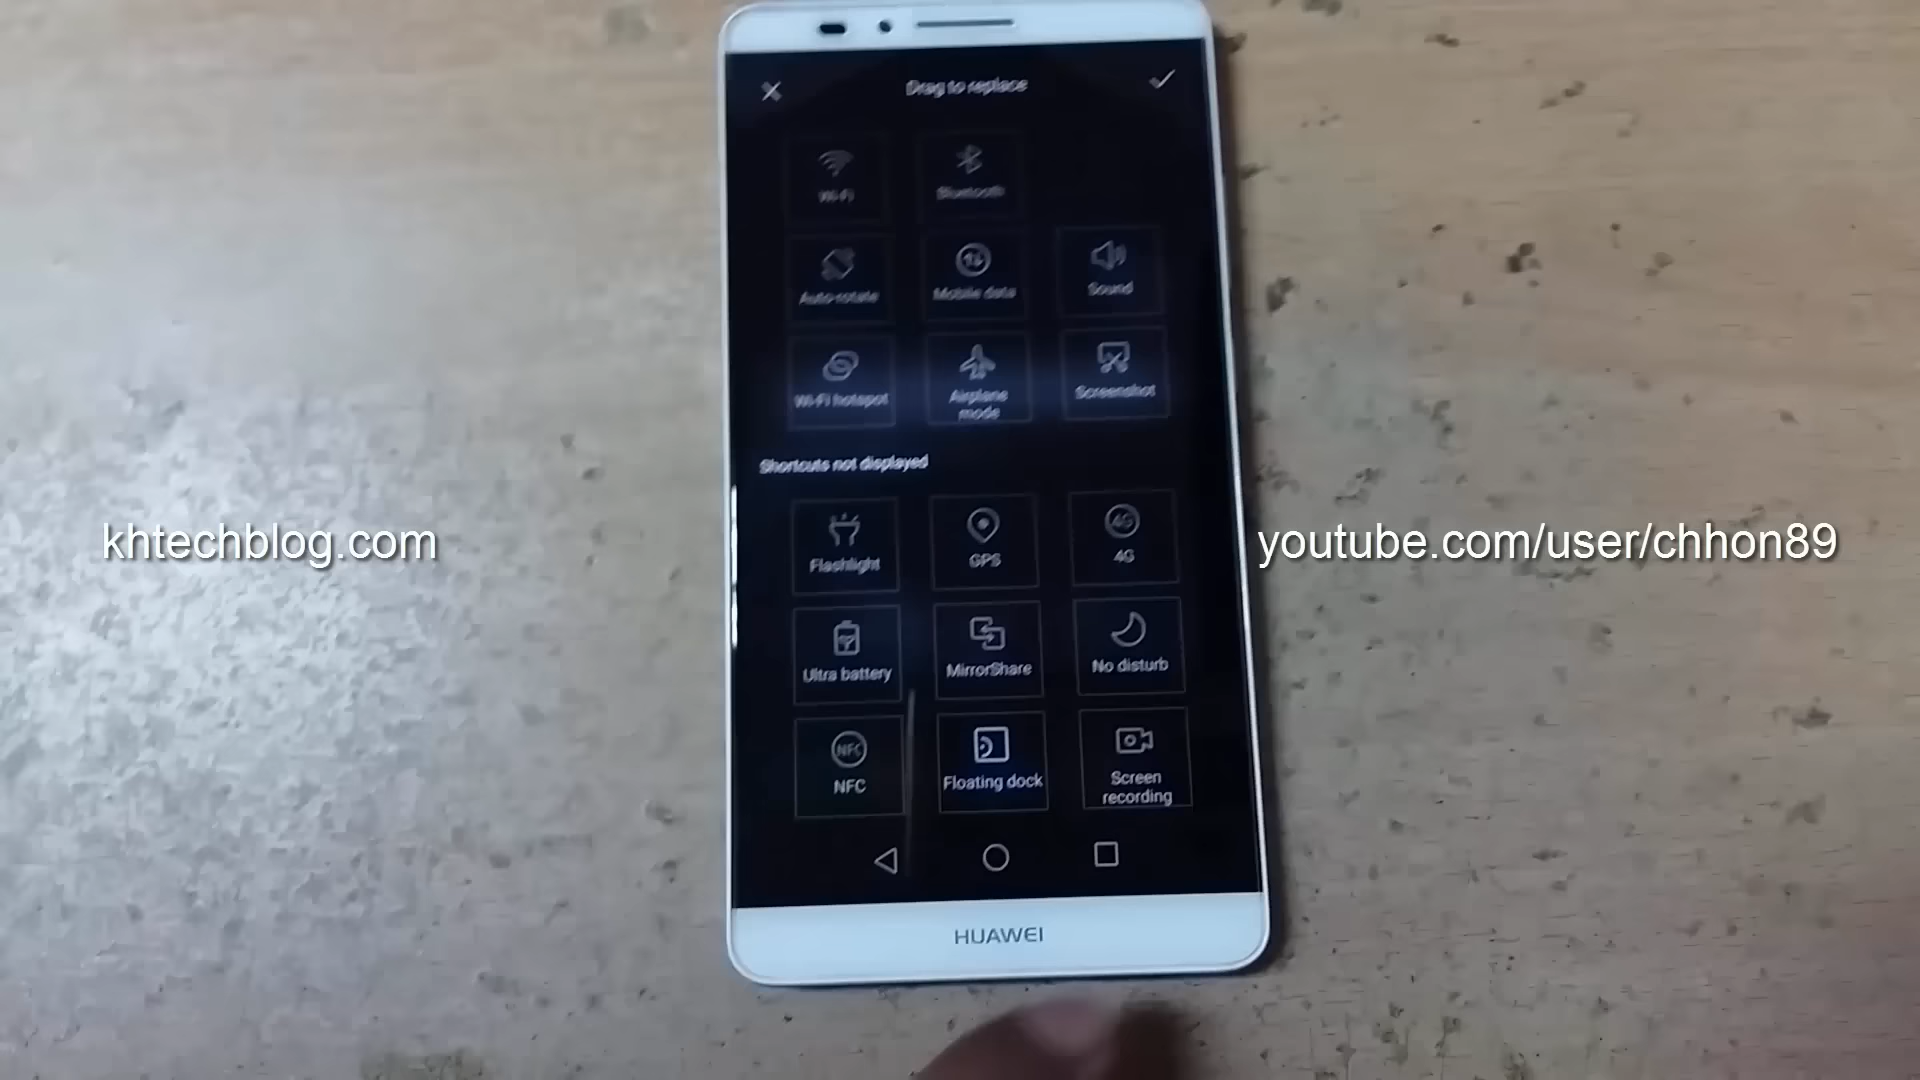 Drag to replace
Wi-Fi
Bluetooth
Auto-rotate
Mobile data
Sound
Wi-Fi hotspot
Airplane
mode
Screenshot
Shortcuts not displayed
Flashlight
GPS
4G
4G
Ultra battery
MirrorShare
No disturb
NFC
NFC
Floating dock
Screen
recording
HUAWEI
khtechblog.com
youtube.com/user/chhon89